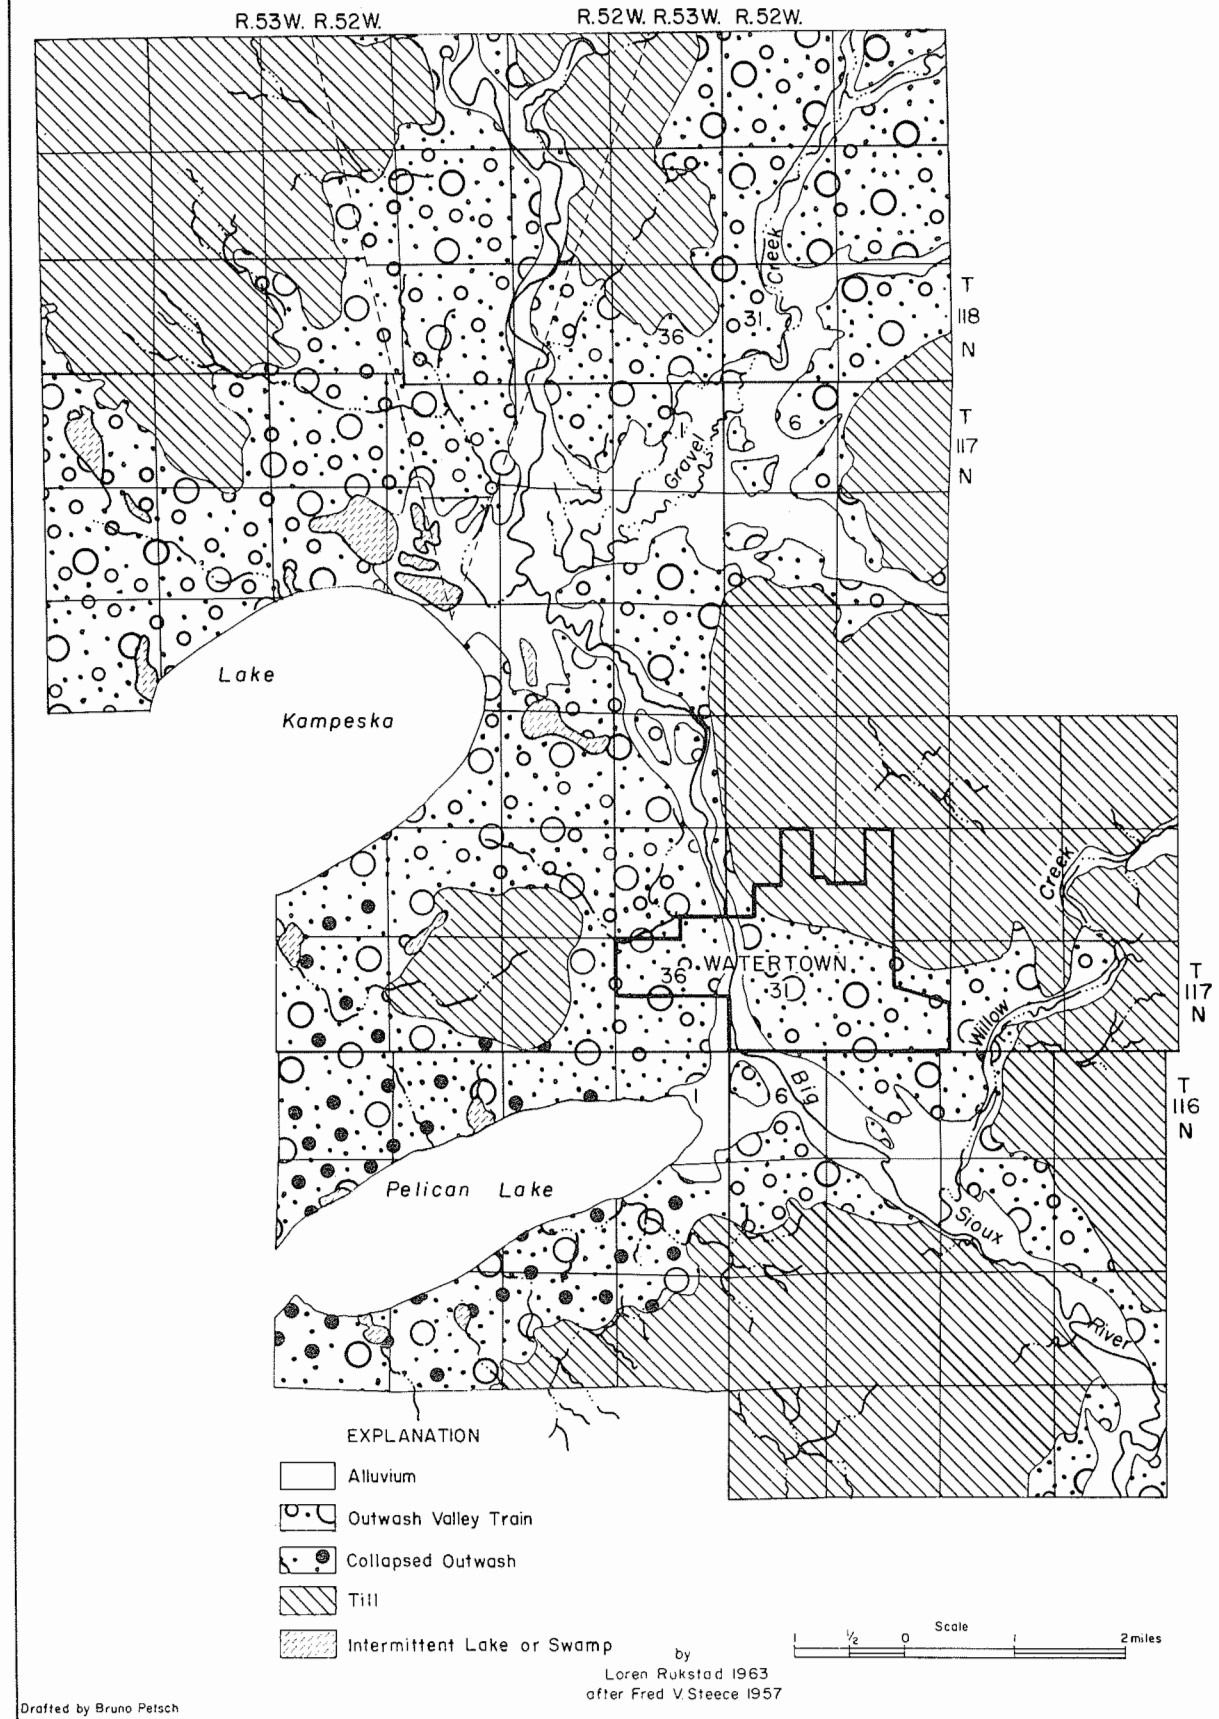 R.53W. R.52W.
R.52W. R.53W. R.52W.
Creek
T
118
N
31
36
T
117
N
6
1
Gravel
Lake
Kampeska
Creek
WATERTOWN
36
31
T
117
N
Willow
T
116
N
1
6
Big
Pelican Lake
Sioux
River
EXPLANATION
Alluvium
Outwash Valley Train
Collapsed Outwash
Till
Intermittent Lake or Swamp
Scale
1 ½ 0 1 2 miles
by
Loren Rukstad 1963
after Fred V. Steece 1957
Drafted by Bruno Petsch